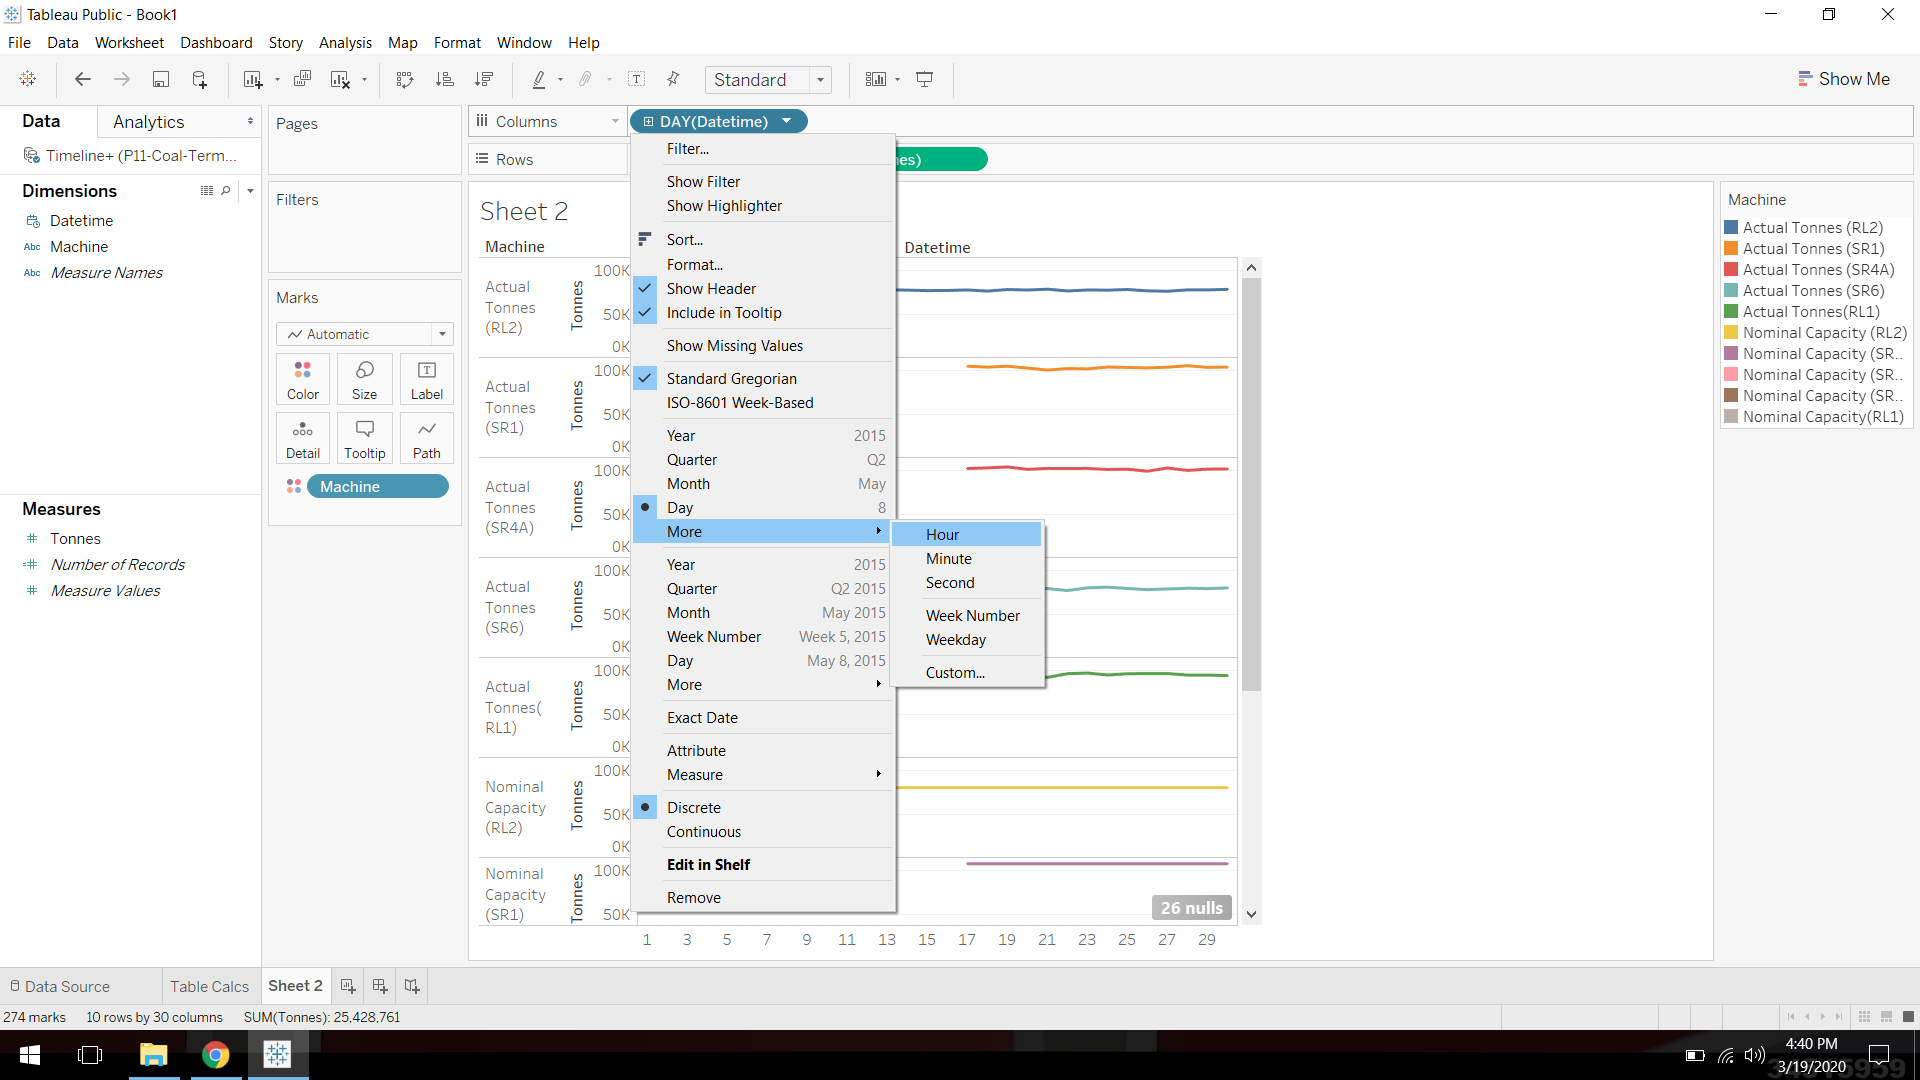 Tableau Public - Book1
File Data Worksheet Dashboard Story Analysis Map Format Window Help
Standard
Show Me
Data
Analytics
Timeline+ (P11-Coal-Term...
Dimensions
Datetime
Abc Machine
Abc Measure Names
Measures
Tonnes
Number of Records
Measure Values
Pages
Filters
Marks
Automatic
Color Size Label
Detail Tooltip Path
Machine
Columns
DAY(Datetime)
Rows
nes)
Sheet 2
Machine
Datetime
Actual
Tonnes
(RL2)
Tonnes
100K
50K
0K
Actual
Tonnes
(SR1)
Tonnes
100K
50K
0K
Actual
Tonnes
(SR4A)
Tonnes
100K
50K
0K
Actual
Tonnes
(SR6)
Tonnes
100K
50K
0K
Actual
Tonnes(
RL1)
Tonnes
100K
50K
0K
Nominal
Capacity
(RL2)
Tonnes
100K
50K
0K
Nominal
Capacity
(SR1)
Tonnes
100K
50K
26 nulls
1 3 5 7 9 11 13 15 17 19 21 23 25 27 29
Filter...
Show Filter
Show Highlighter
Sort...
Format...
Show Header
Include in Tooltip
Show Missing Values
Standard Gregorian
ISO-8601 Week-Based
Year 2015
Quarter Q2
Month May
Day 8
More
Year 2015
Quarter Q2 2015
Month May 2015
Week Number Week 5, 2015
Day May 8, 2015
More
Exact Date
Attribute
Measure
Discrete
Continuous
Edit in Shelf
Remove
Hour
Minute
Second
Week Number
Weekday
Custom...
Machine
Actual Tonnes (RL2)
Actual Tonnes (SR1)
Actual Tonnes (SR4A)
Actual Tonnes (SR6)
Actual Tonnes(RL1)
Nominal Capacity (RL2)
Nominal Capacity (SR..
Nominal Capacity (SR..
Nominal Capacity (SR..
Nominal Capacity(RL1)
Data Source
Table Calcs
Sheet 2
274 marks 10 rows by 30 columns SUM(Tonnes): 25,428,761
4:40 PM
3/19/2020